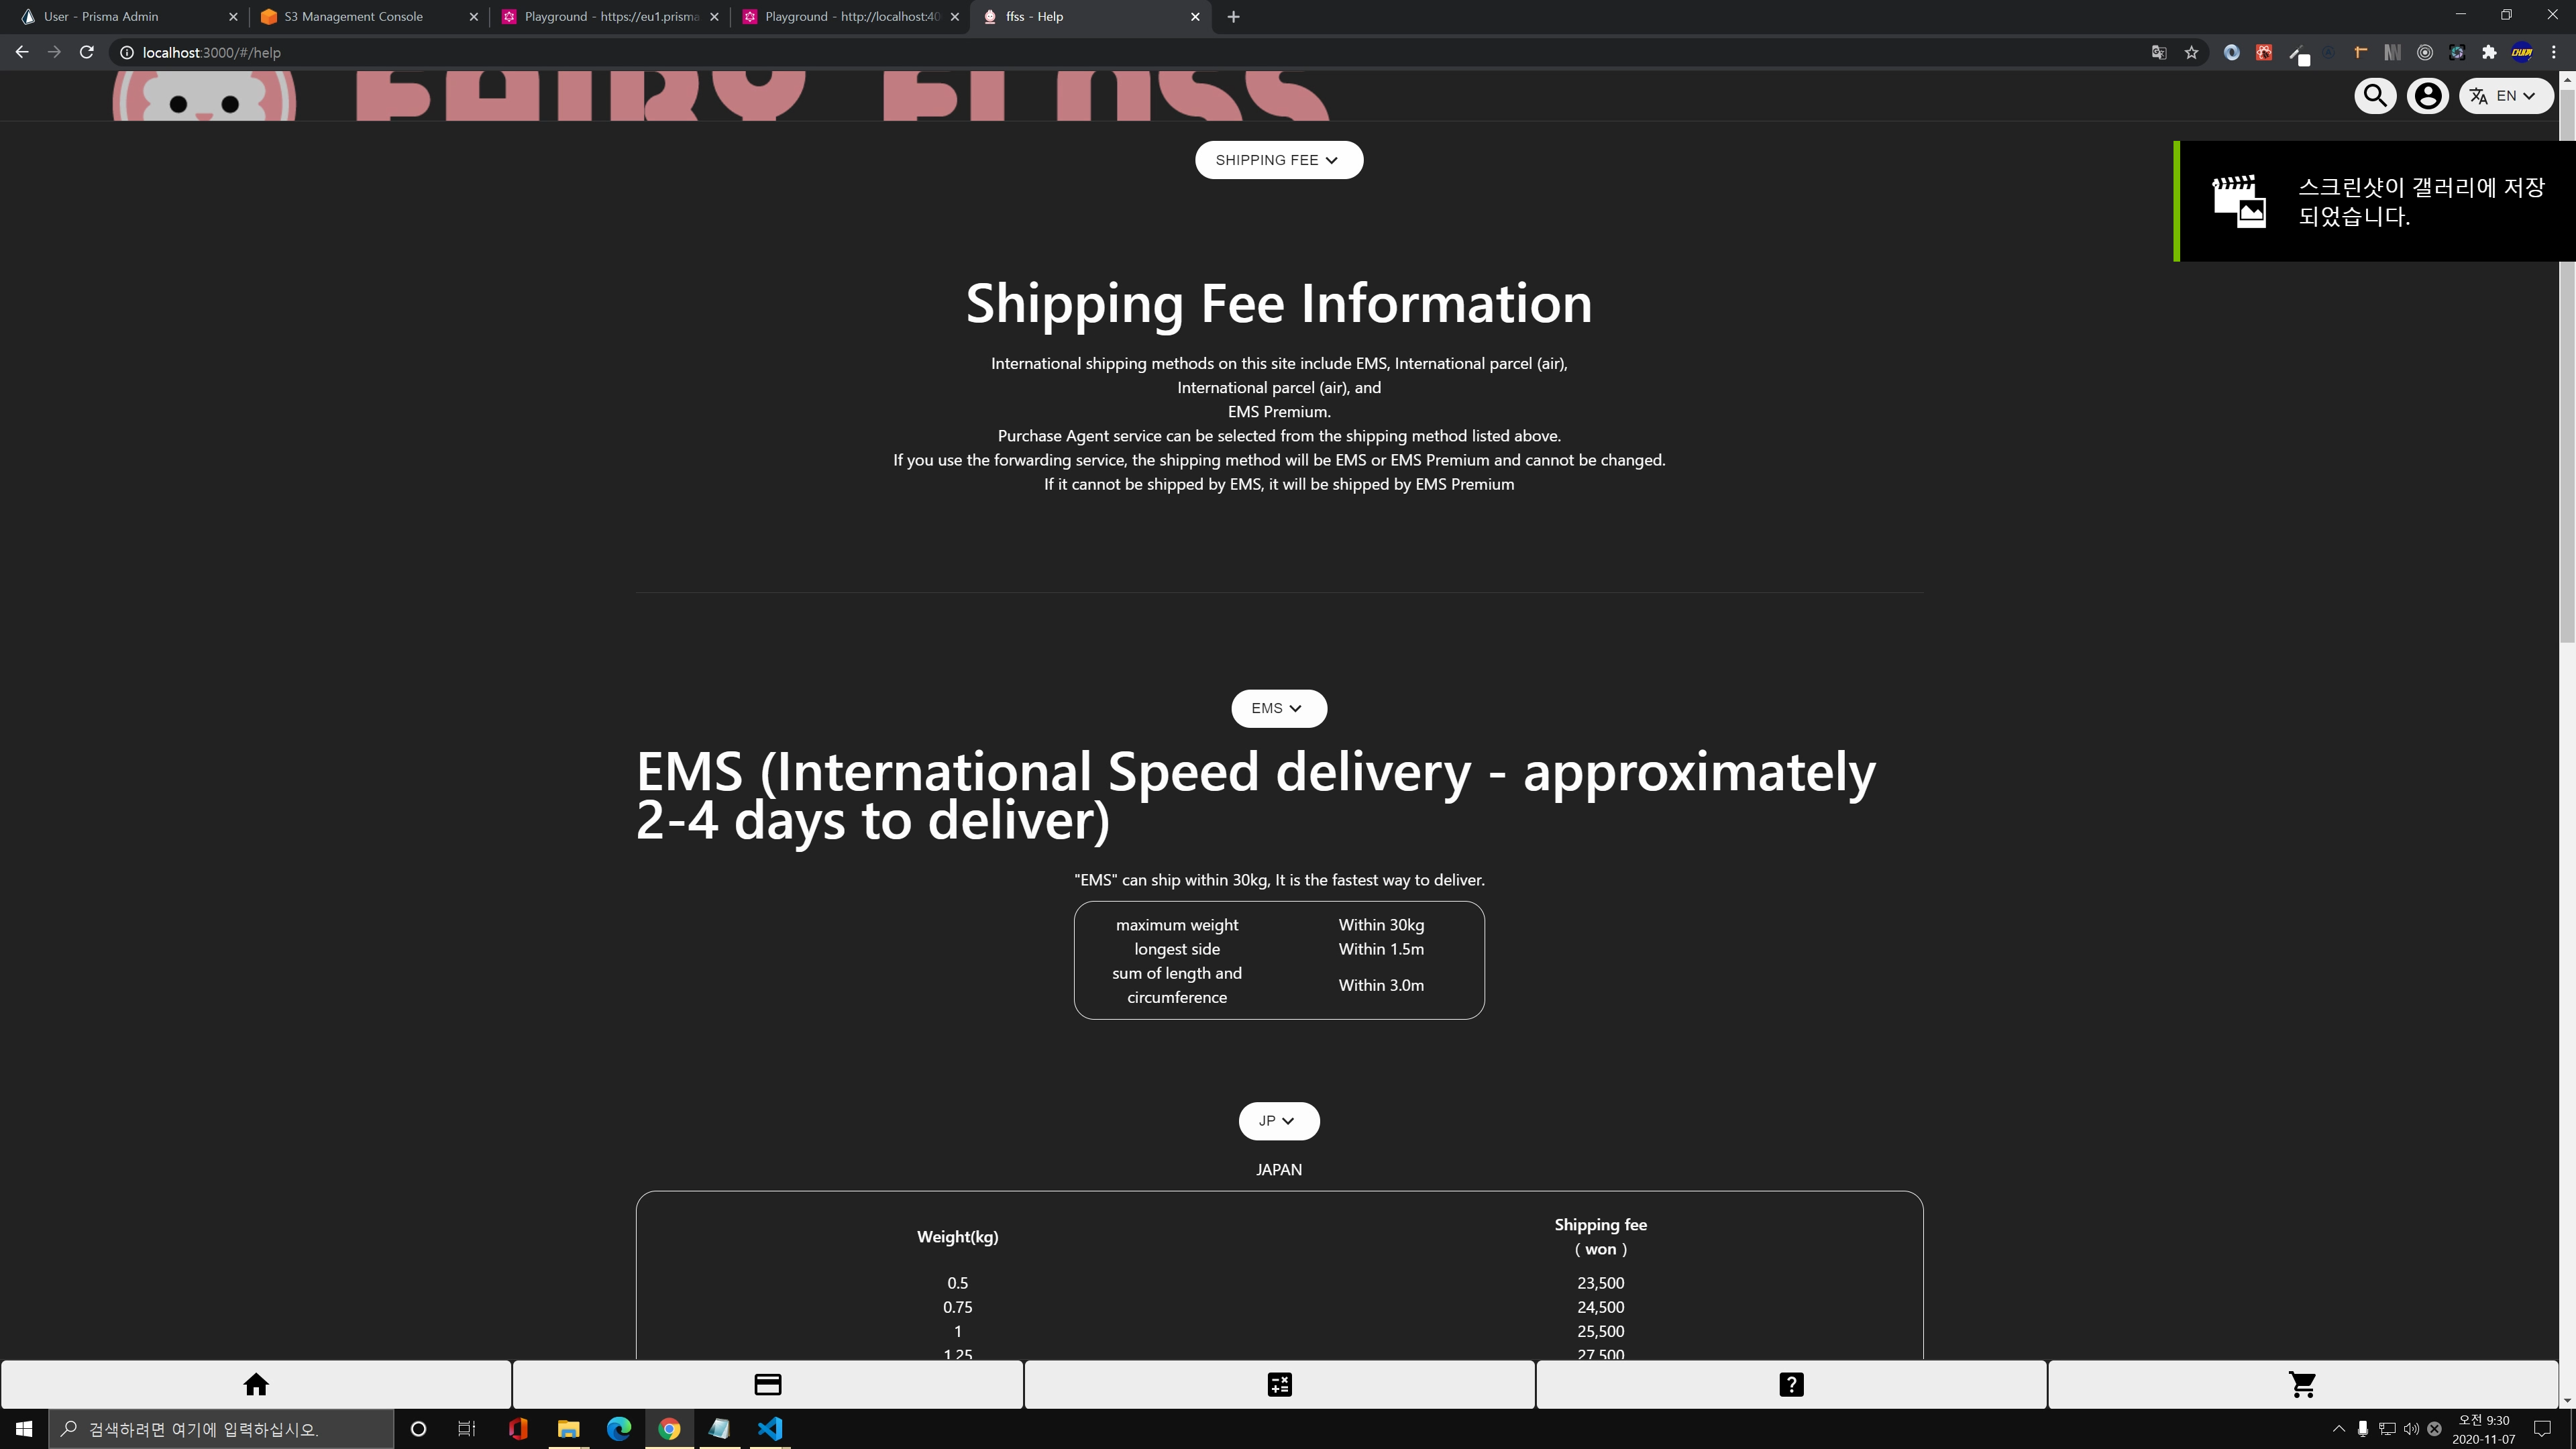 User - Prisma Admin
S3 Management Console
Playground - https://eu1.prisma
Playground - http://localhost:40
ffss - Help
localhost:3000/#/help
FAIRY FLOSS
EN
SHIPPING FEE
스크린샷이 갤러리에 저장
되었습니다.
Shipping Fee Information
International shipping methods on this site include EMS, International parcel (air),
International parcel (air), and
EMS Premium.
Purchase Agent service can be selected from the shipping method listed above.
If you use the forwarding service, the shipping method will be EMS or EMS Premium and cannot be changed.
If it cannot be shipped by EMS, it will be shipped by EMS Premium
EMS
EMS (International Speed delivery - approximately
2-4 days to deliver)
"EMS" can ship within 30kg, It is the fastest way to deliver.
maximum weight Within 30kg
longest side Within 1.5m
sum of length and
circumference Within 3.0m
JP
JAPAN
Weight(kg) Shipping fee
( won )
0.5 23,500
0.75 24,500
1 25,500
1.25 27,500
검색하려면 여기에 입력하십시오.
오전 9:30
2020-11-07